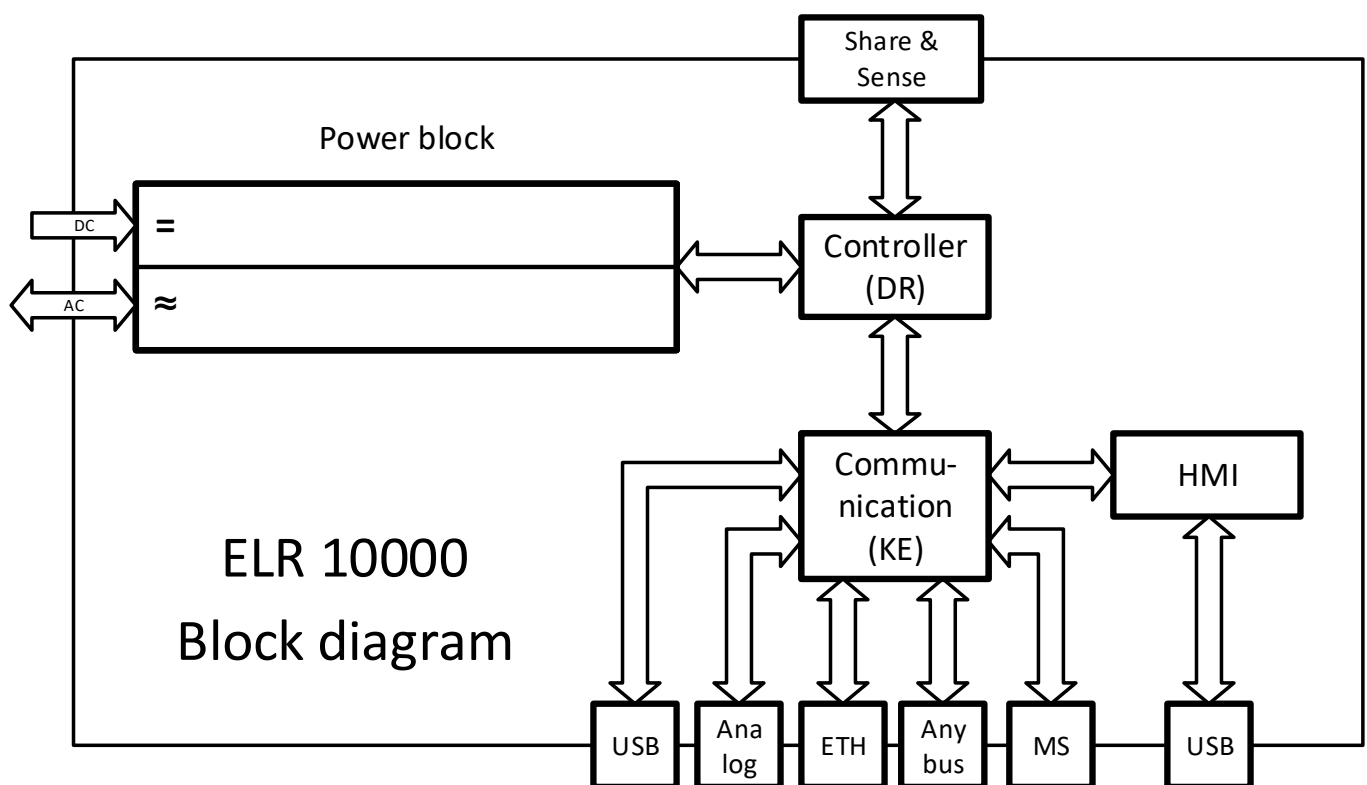 Share &
Sense
Power block
DC
=
Controller
(DR)
AC
≈
Commu-
nication
(KE)
HMI
ELR 10000
Block diagram
USB
Ana
log
ETH
Any
bus
MS
USB